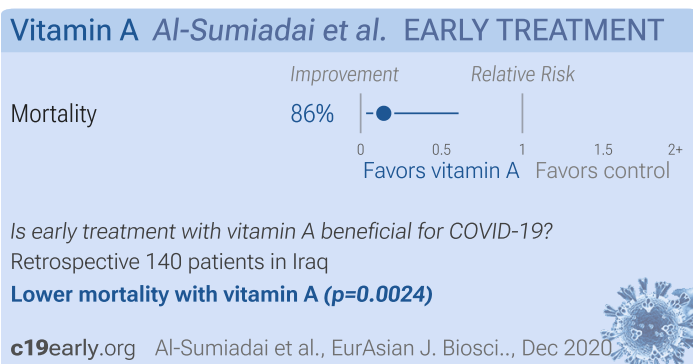 Vitamin A Al-Sumiadai et al. EARLY TREATMENT
Improvement Relative Risk
Mortality 86%
0 0.5 1 1.5 2+
Favors vitamin A Favors control
Is early treatment with vitamin A beneficial for COVID-19?
Retrospective 140 patients in Iraq
Lower mortality with vitamin A (p=0.0024)
c19early.org Al-Sumiadai et al., EurAsian J. Biosci.., Dec 2020